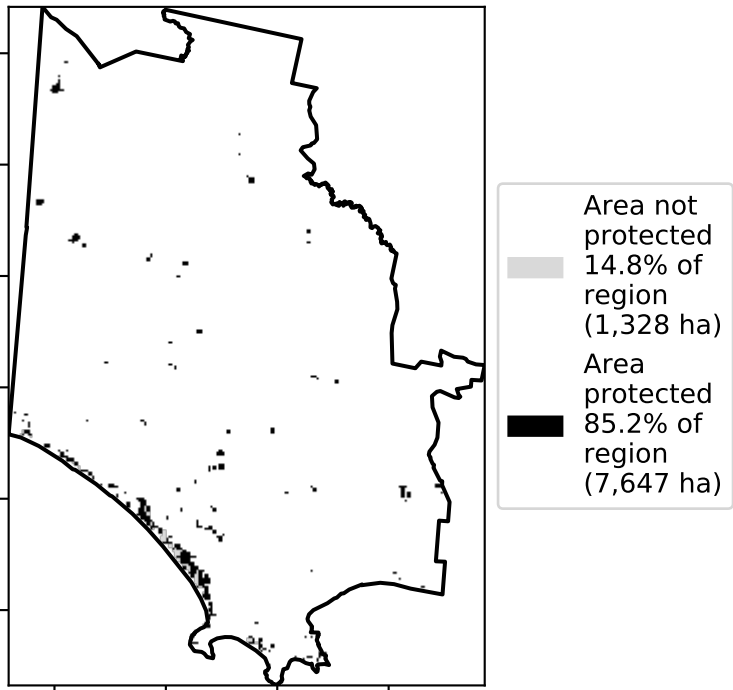 Area not
protected
14.8% of
region
(1,328 ha)
Area
protected
85.2% of
region
(7,647 ha)